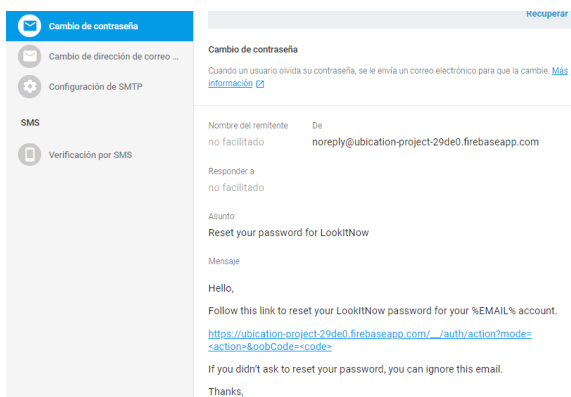 Recuperar
Cambio de contraseña
Cambio de dirección de correo ...
Configuración de SMTP
SMS
Verificación por SMS
Cambio de contraseña
Cuando un usuario olvida su contraseña, se le envía un correo electrónico para que la cambie. Más
información
Nombre del remitente De
no facilitado noreply@ubication-project-29de0.firebaseapp.com
Responder a
no facilitado
Asunto
Reset your password for LookItNow
Mensaje
Hello,
Follow this link to reset your LookItNow password for your %EMAIL% account.
https://ubication-project-29de0.firebaseapp.com/__/auth/action?mode=
<action>&oobCode=<code>
If you didn't ask to reset your password, you can ignore this email.
Thanks,